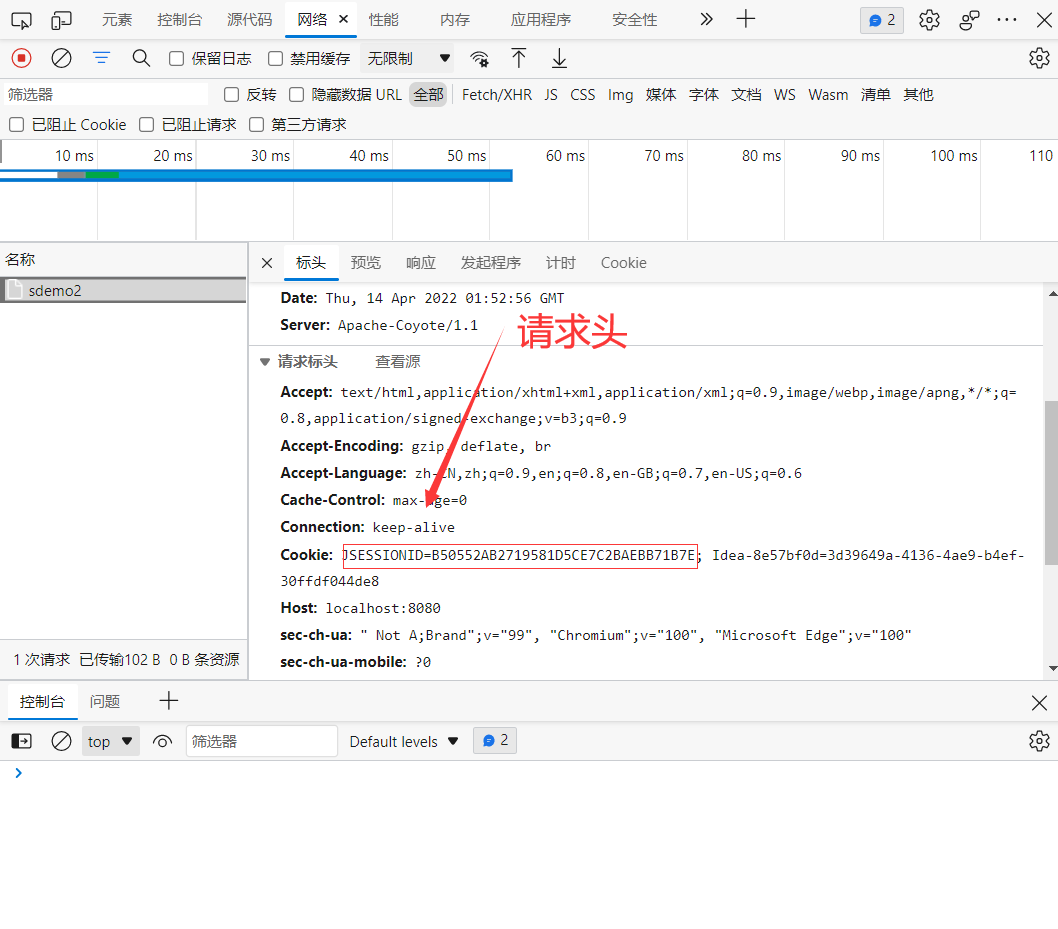 元素 控制台 源代码 网络 × 性能 内存 应用程序 安全性 2
保留日志 禁用缓存 无限制
筛选器 反转 隐藏数据 URL 全部 Fetch/XHR JS CSS Img 媒体 字体 文档 WS Wasm 清单 其他
已阻止 Cookie 已阻止请求 第三方请求
10 ms 20 ms 30 ms 40 ms 50 ms 60 ms 70 ms 80 ms 90 ms 100 ms 110
名称
sdemo2
1 次请求 已传输102 B 0 B 条资源
标头 预览 响应 发起程序 计时 Cookie
Date: Thu, 14 Apr 2022 01:52:56 GMT
Server: Apache-Coyote/1.1
请求头
请求标头 查看源
Accept: text/html,application/xhtml+xml,application/xml;q=0.9,image/webp,image/apng,*/*;q=
0.8,application/signed-exchange;v=b3;q=0.9
Accept-Encoding: gzip, deflate, br
Accept-Language: zh-CN,zh;q=0.9,en;q=0.8,en-GB;q=0.7,en-US;q=0.6
Cache-Control: max-age=0
Connection: keep-alive
Cookie: JSESSIONID=B50552AB2719581D5CE7C2BAEBB71B7E; Idea-8e57bf0d=3d39649a-4136-4ae9-b4ef-
30ffdf044de8
Host: localhost:8080
sec-ch-ua: " Not A;Brand";v="99", "Chromium";v="100", "Microsoft Edge";v="100"
sec-ch-ua-mobile: ?0
控制台 问题
top 筛选器 Default levels 2